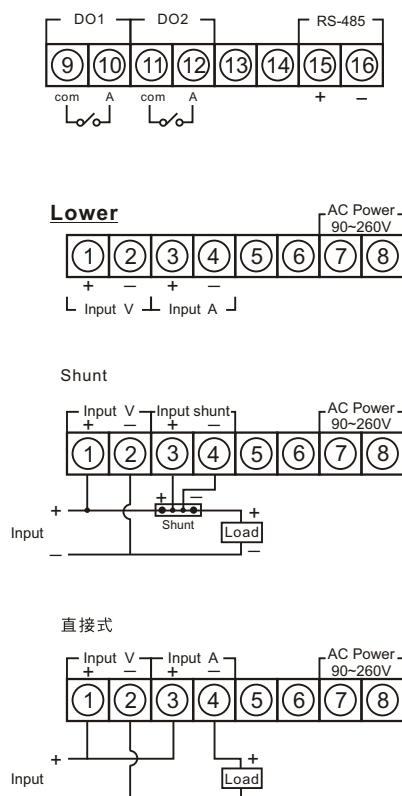 DO1 DO2 RS-485
9 10 11 12 13 14 15 16
com A com A + −
Lower
AC Power
90~260V
1 2 3 4 5 6 7 8
+ − + −
Input V Input A
Shunt
Input V Input shunt AC Power
+ − + − 90~260V
1 2 3 4 5 6 7 8
+ −
+ +
Shunt
Input Load
− −
直接式
Input V Input A AC Power
+ − + − 90~260V
1 2 3 4 5 6 7 8
+ +
Input Load